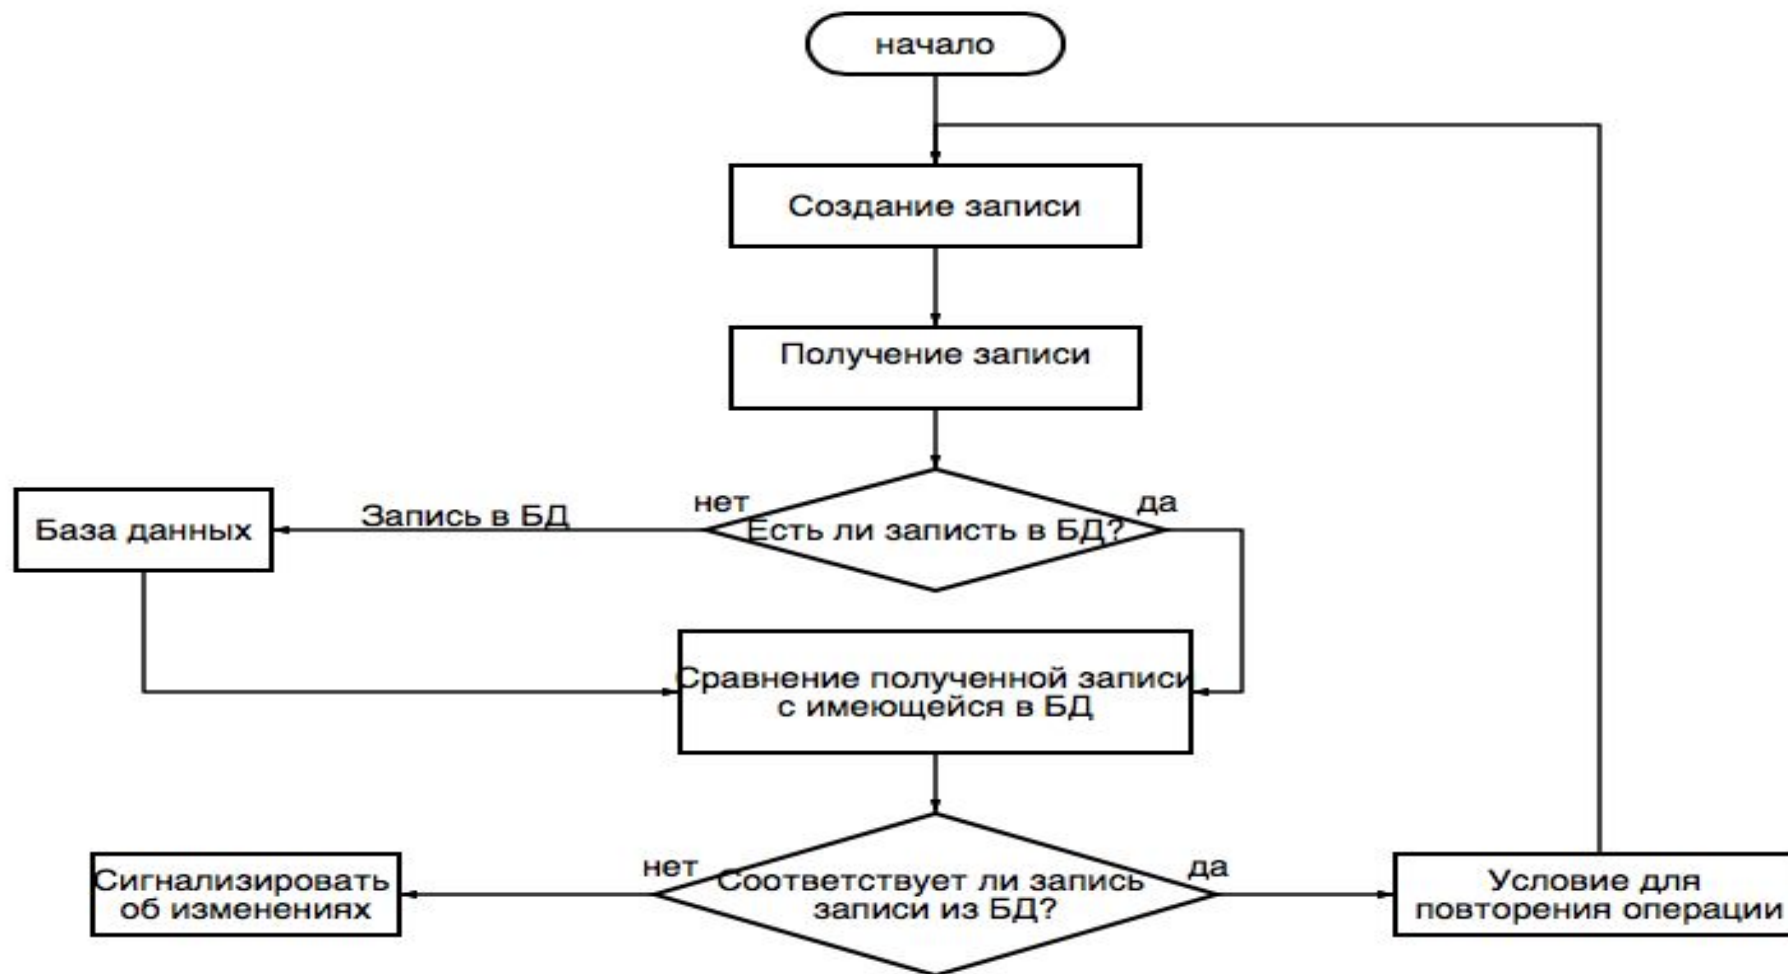 начало
Создание записи
Получение записи
нет
да
Запись в БД
База данных
Есть ли записть в БД?
Сравнение полученной записи
с имеющейся в БД
нет
да
Сигнализировать
об изменениях
Соответствует ли запись
записи из БД?
Условие для
повторения операции